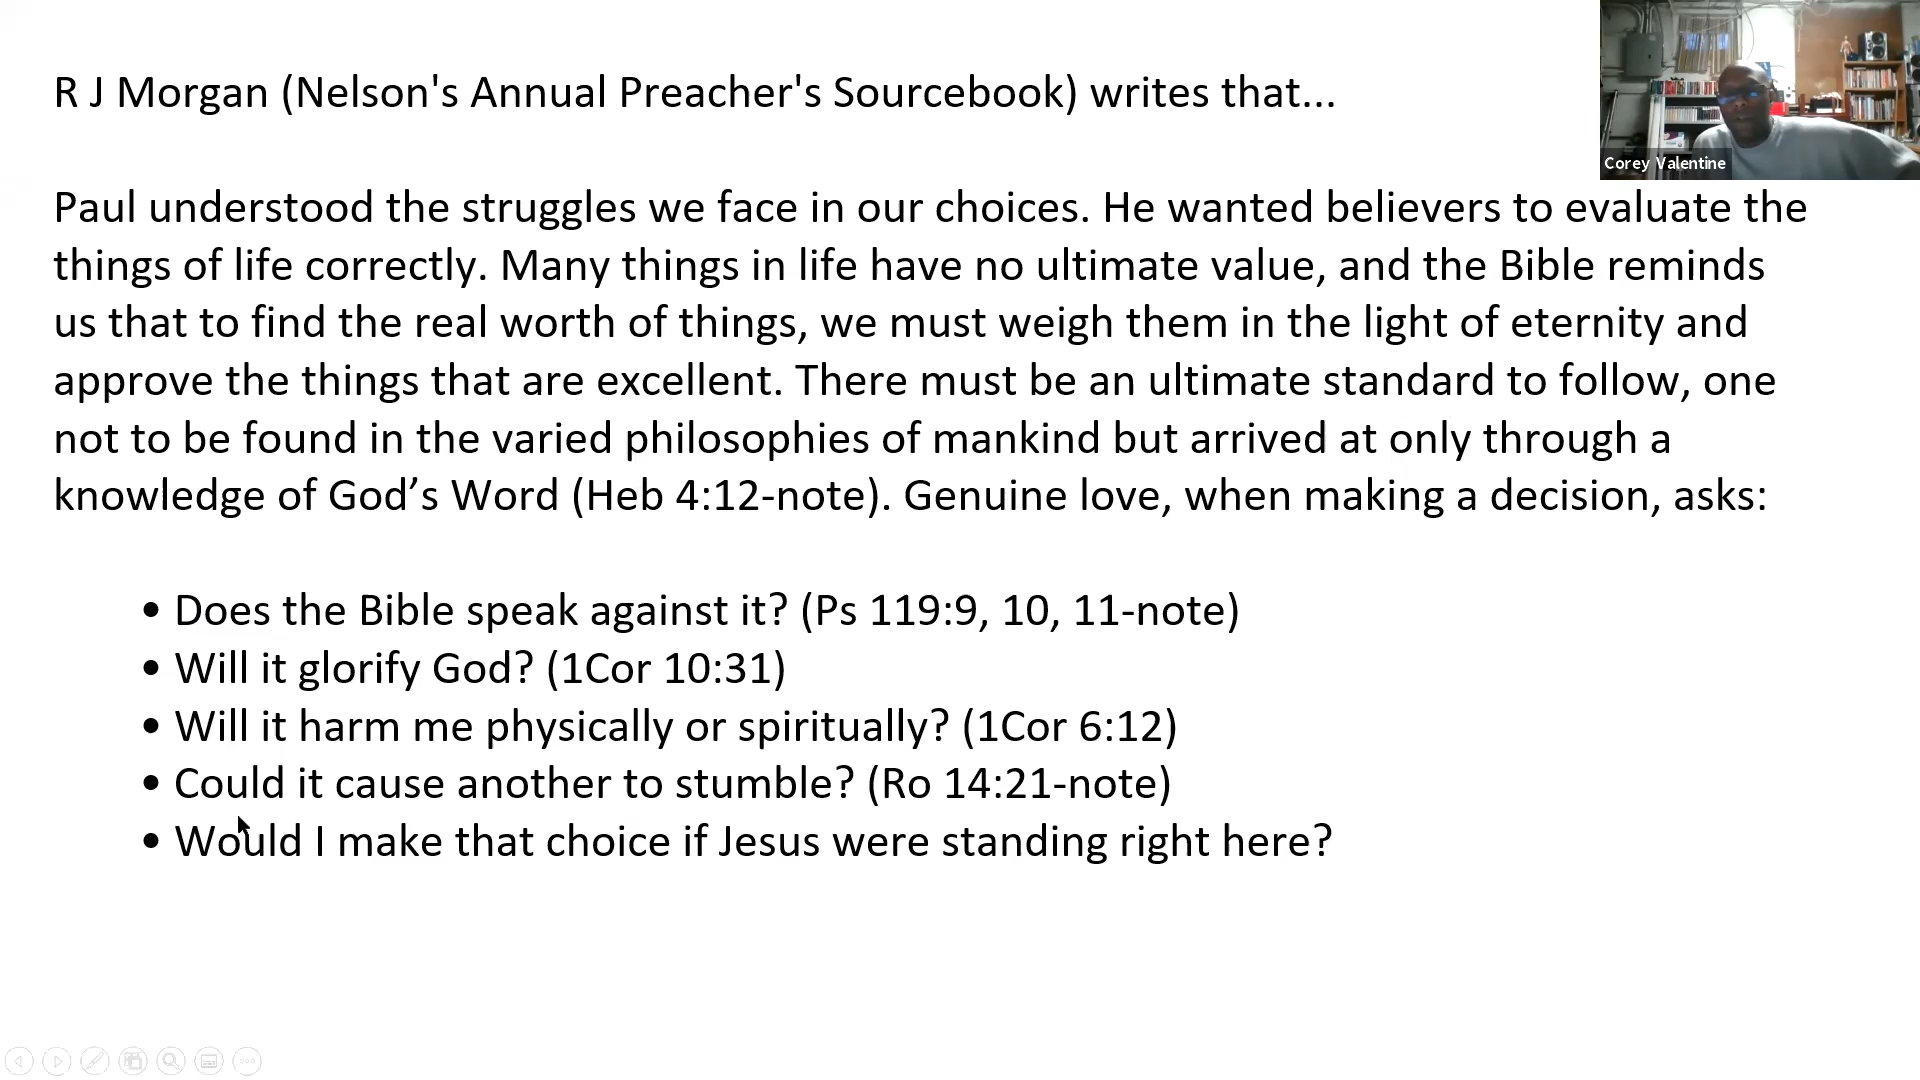 R J Morgan (Nelson's Annual Preacher's Sourcebook) writes that...
Corey Valentine
Paul understood the struggles we face in our choices. He wanted believers to evaluate the
things of life correctly. Many things in life have no ultimate value, and the Bible reminds
us that to find the real worth of things, we must weigh them in the light of eternity and
approve the things that are excellent. There must be an ultimate standard to follow, one
not to be found in the varied philosophies of mankind but arrived at only through a
knowledge of God’s Word (Heb 4:12-note). Genuine love, when making a decision, asks:
• Does the Bible speak against it? (Ps 119:9, 10, 11-note)
• Will it glorify God? (1Cor 10:31)
• Will it harm me physically or spiritually? (1Cor 6:12)
• Could it cause another to stumble? (Ro 14:21-note)
• Would I make that choice if Jesus were standing right here?